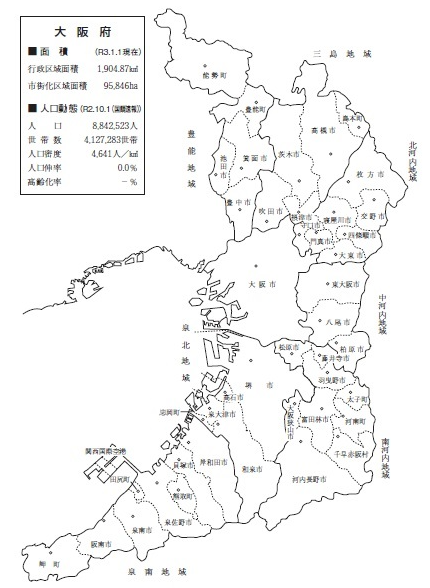 大阪府
■面積 (R3.1.1現在)
行政区域面積 1,904.87㎢
市街化区域面積 95,846ha
■人口動態 (R2.10.1 国調速報)
人口 8,842,523人
世帯数 4,127,283世帯
人口密度 4,641人/㎢
人口伸率 0.0%
高齢化率 －%
三島地域
能勢町
豊能町
島本町
高槻市
豊能地域
北河内地域
池田市
箕面市
茨木市
枚方市
豊中市
吹田市
摂津市
寝屋川市
交野市
守口市
門真市
四條畷市
大東市
大阪市
東大阪市
中河内地域
八尾市
泉北地域
松原市
柏原市
藤井寺市
堺市
羽曳野市
高石市
太子町
忠岡町
泉大津市
大阪狭山市
富田林市
河南町
南河内地域
千早赤阪村
関西国際空港
貝塚市
岸和田市
和泉市
河内長野市
田尻町
熊取町
泉佐野市
泉南市
阪南市
岬町
泉南地域